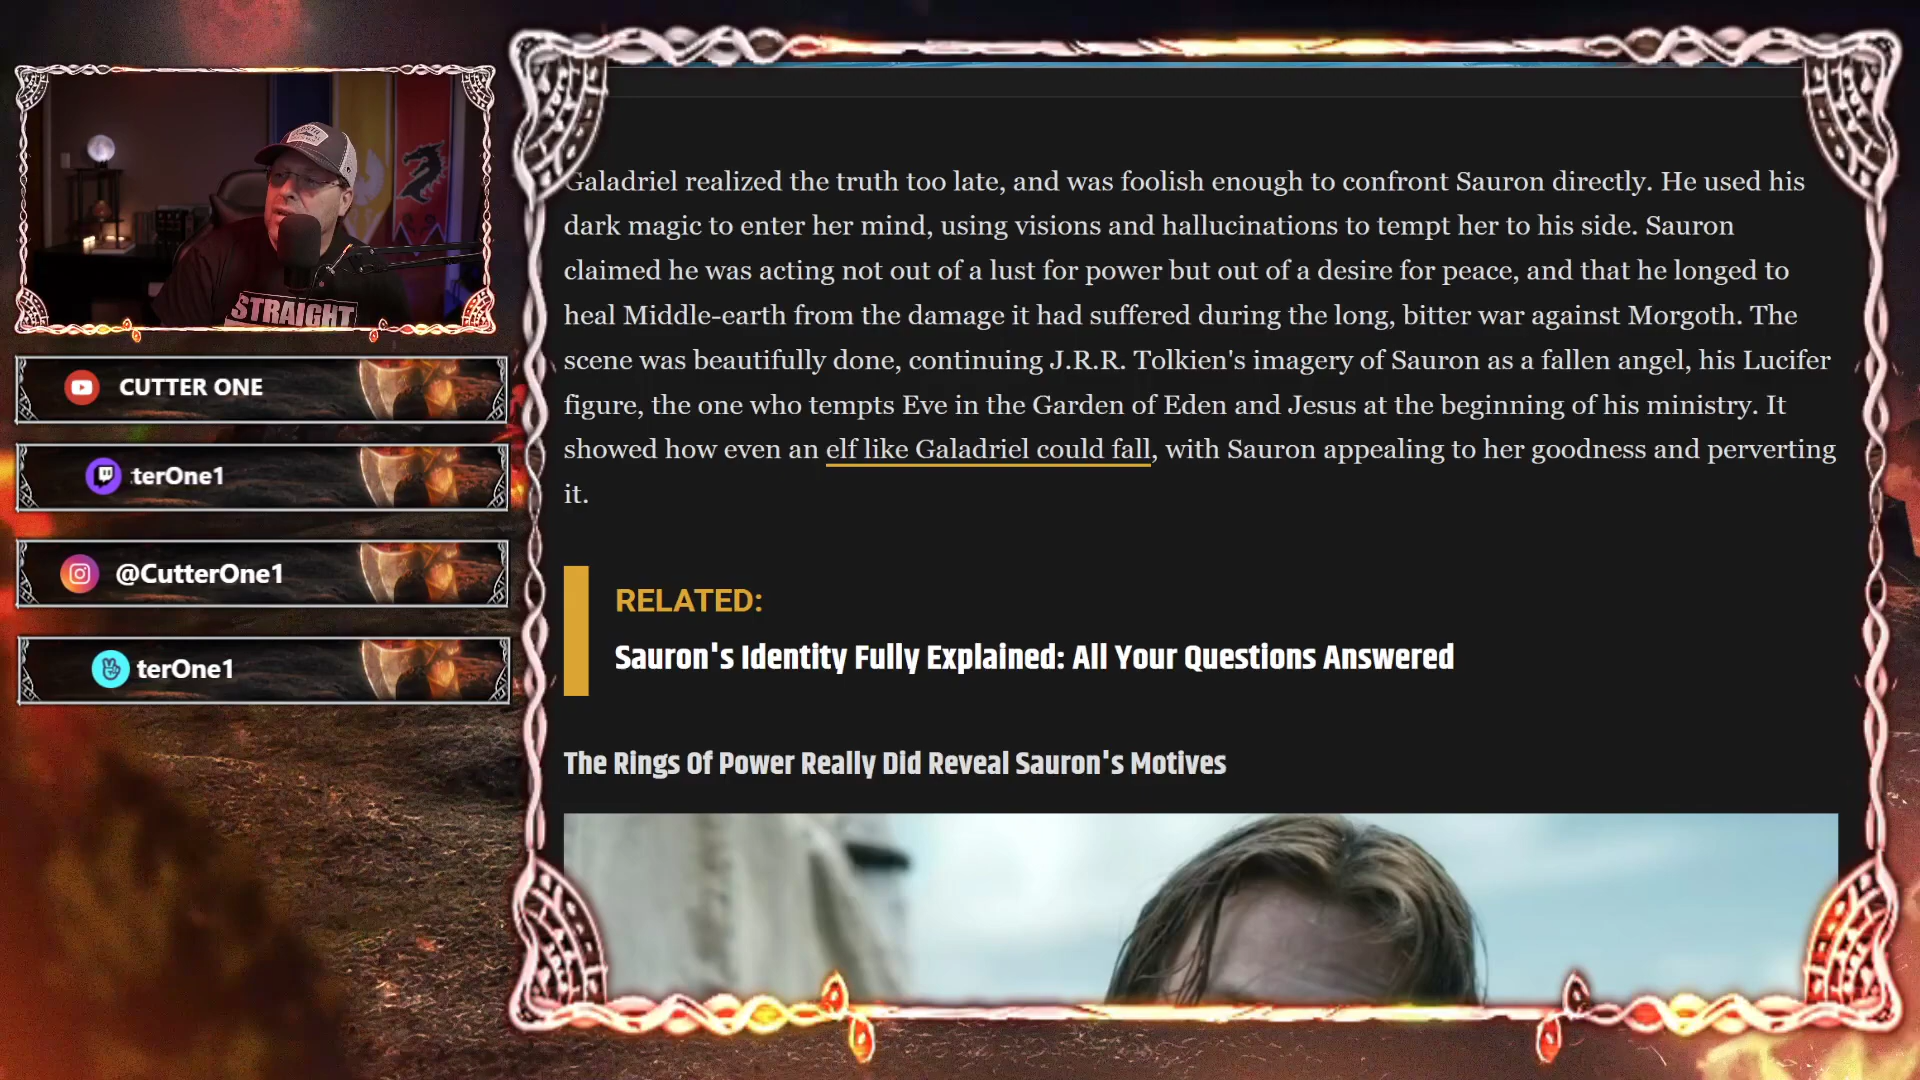 STRAIGHT
CUTTER ONE
terOne1
@CutterOne1
terOne1
Galadriel realized the truth too late, and was foolish enough to confront Sauron directly. He used his
dark magic to enter her mind, using visions and hallucinations to tempt her to his side. Sauron
claimed he was acting not out of a lust for power but out of a desire for peace, and that he longed to
heal Middle-earth from the damage it had suffered during the long, bitter war against Morgoth. The
scene was beautifully done, continuing J.R.R. Tolkien's imagery of Sauron as a fallen angel, his Lucifer
figure, the one who tempts Eve in the Garden of Eden and Jesus at the beginning of his ministry. It
showed how even an elf like Galadriel could fall, with Sauron appealing to her goodness and perverting
it.
RELATED:
Sauron's Identity Fully Explained: All Your Questions Answered
The Rings Of Power Really Did Reveal Sauron's Motives